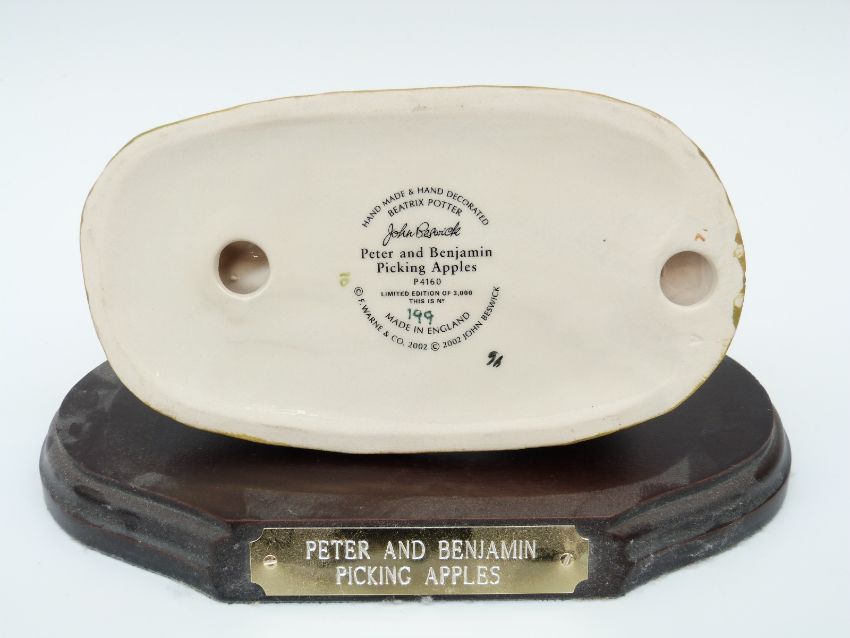 HAND MADE & HAND DECORATED
BEATRIX POTTER
John Beswick
Peter and Benjamin
Picking Apples
P4160
LIMITED EDITION OF 3,000
THIS IS Nº
199
MADE IN ENGLAND
© F. WARNE & CO. 2002 © 2002 JOHN BESWICK
PETER AND BENJAMIN
PICKING APPLES